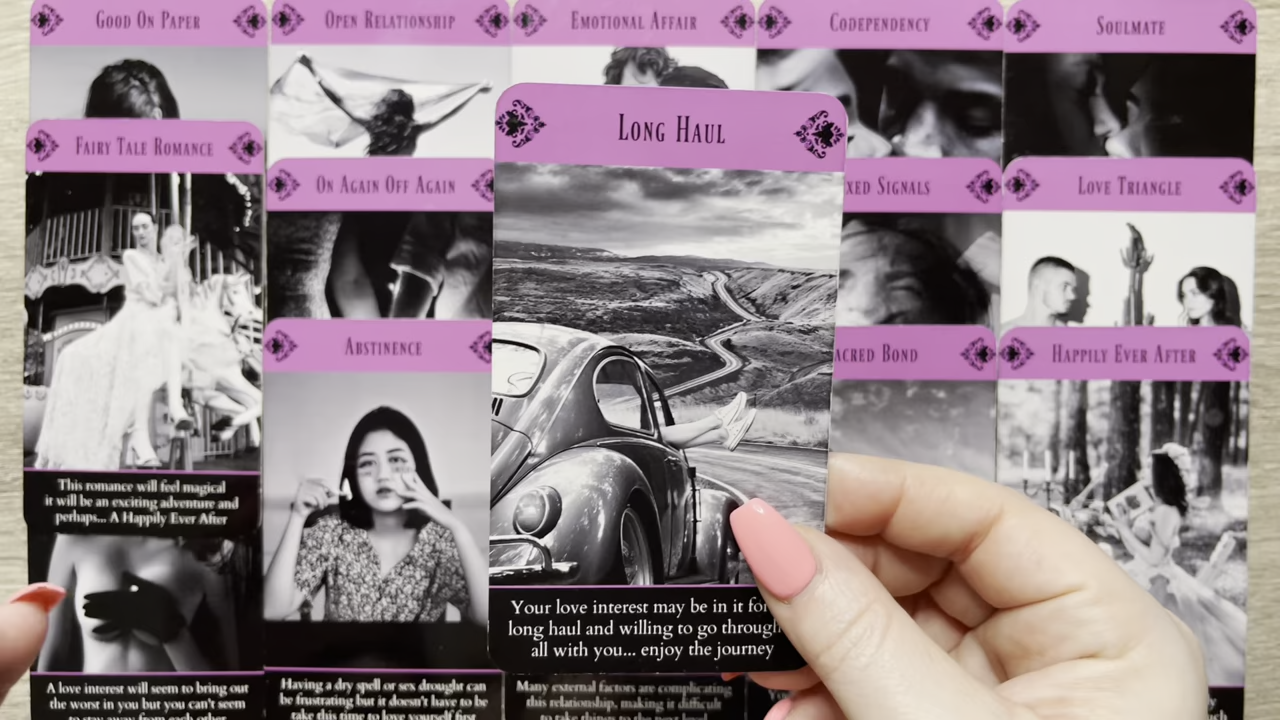 Good On Paper
Open Relationship
Emotional Affair
Codependency
Soulmate
Fairy Tale Romance
On Again Off Again
Long Haul
Signals
Love Triangle
Abstinence
Bond
Happily Ever After
This romance will feel magical
it will be an exciting adventure and
perhaps... A Happily Ever After
Your love interest may be in it for
long haul and willing to go through
all with you... enjoy the journey
A love interest will seem to bring out
the worst in you but you can't seem
to stay away from each other
Having a dry spell or sex drought can
be frustrating but it doesn't have to be
take this time to love yourself first
Many external factors are complicating
this relationship, making it difficult
to take things to the next level